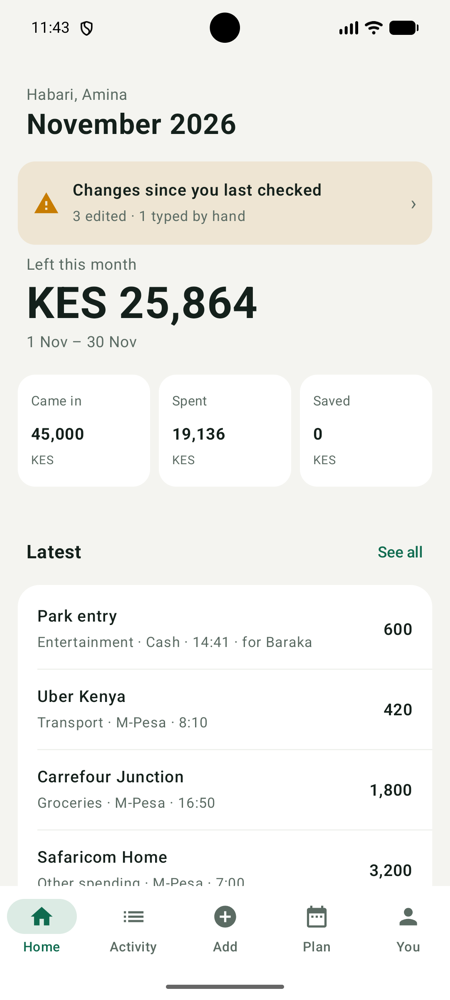 11:43
Habari, Amina
November 2026
Changes since you last checked
3 edited · 1 typed by hand
Left this month
KES 25,864
1 Nov – 30 Nov
Came in
45,000
KES
Spent
19,136
KES
Saved
0
KES
Latest
See all
Park entry
Entertainment · Cash · 14:41 · for Baraka
600
Uber Kenya
Transport · M-Pesa · 8:10
420
Carrefour Junction
Groceries · M-Pesa · 16:50
1,800
Safaricom Home
Other spending · M-Pesa · 7:00
3,200
Home
Activity
Add
Plan
You